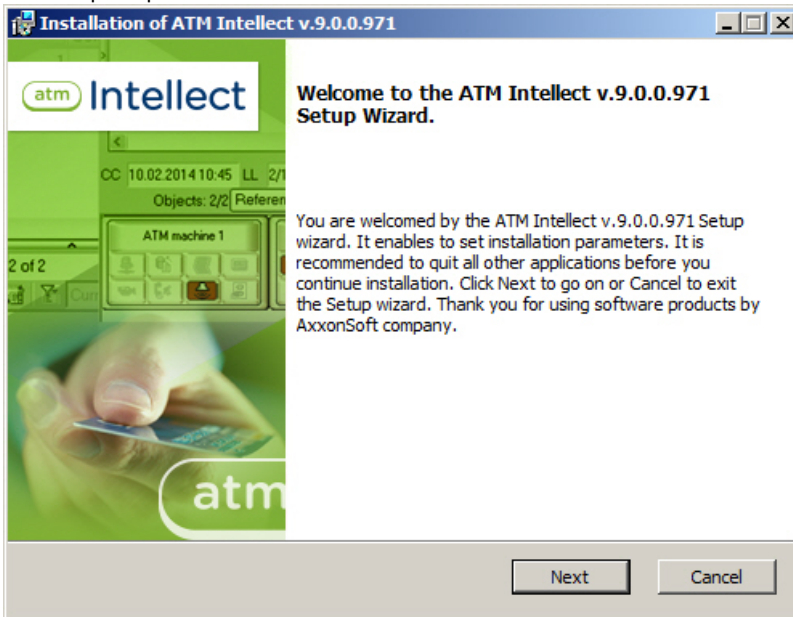 Installation of ATM Intellect v.9.0.0.971
atm Intellect
CC 10.02.2014 10:45 LL 2/1
Objects: 2/2 Referen
ATM machine 1
2 of 2
Curr
atm
Welcome to the ATM Intellect v.9.0.0.971
Setup Wizard.
You are welcomed by the ATM Intellect v.9.0.0.971 Setup
wizard. It enables to set installation parameters. It is
recommended to quit all other applications before you
continue installation. Click Next to go on or Cancel to exit
the Setup wizard. Thank you for using software products by
AxxonSoft company.
Next
Cancel